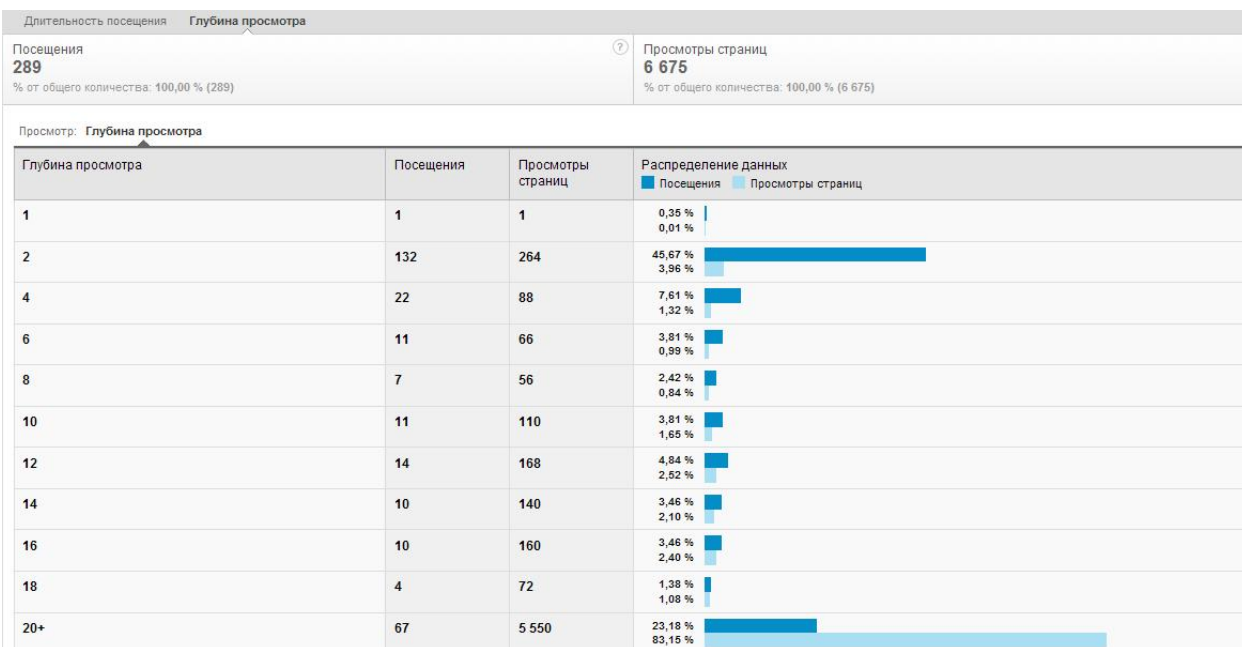 Длительность посещения Глубина просмотра
Посещения
289
% от общего количества: 100,00 % (289)
?
Просмотры страниц
6 675
% от общего количества: 100,00 % (6 675)
Просмотр: Глубина просмотра
Глубина просмотра Посещения Просмотры страниц Распределение данных
Посещения Просмотры страниц
1 1 1 0,35 %
0,01 %
2 132 264 45,67 %
3,96 %
4 22 88 7,61 %
1,32 %
6 11 66 3,81 %
0,99 %
8 7 56 2,42 %
0,84 %
10 11 110 3,81 %
1,65 %
12 14 168 4,84 %
2,52 %
14 10 140 3,46 %
2,10 %
16 10 160 3,46 %
2,40 %
18 4 72 1,38 %
1,08 %
20+ 67 5 550 23,18 %
83,15 %